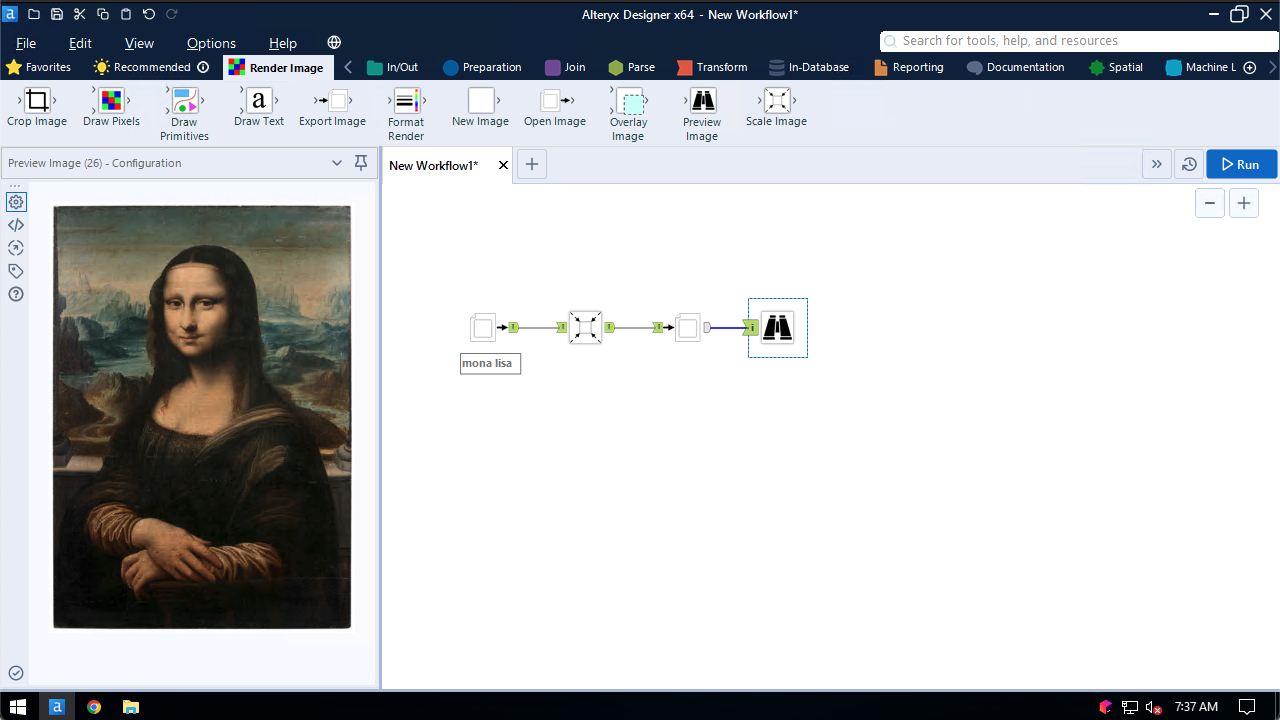 Alteryx Designer x64 - New Workflow1*
File Edit View Options Help
Search for tools, help, and resources
Favorites Recommended Render Image In/Out Preparation Join Parse Transform In-Database Reporting Documentation Spatial Machine L
Crop Image Draw Pixels Draw Primitives Draw Text Export Image Format Render New Image Open Image Overlay Image Preview Image Scale Image
Preview Image (26) - Configuration
New Workflow1*
Run
mona lisa
7:37 AM